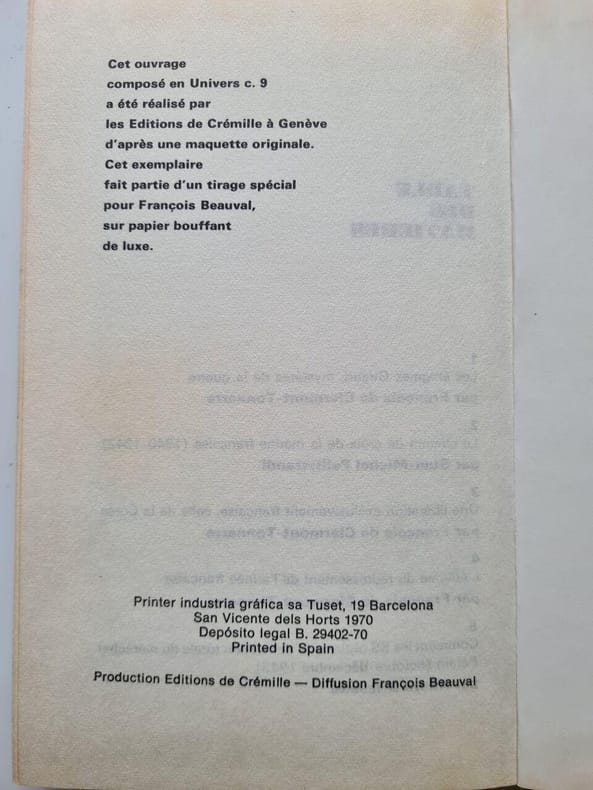 Cet ouvrage
composé en Univers c. 9
a été réalisé par
les Editions de Crémille à Genève
d'après une maquette originale.
Cet exemplaire
fait partie d'un tirage spécial
pour François Beauval,
sur papier bouffant
de luxe.
Printer industria gráfica sa Tuset, 19 Barcelona
San Vicente dels Horts 1970
Depósito legal B. 29402-70
Printed in Spain
Production Editions de Crémille — Diffusion François Beauval